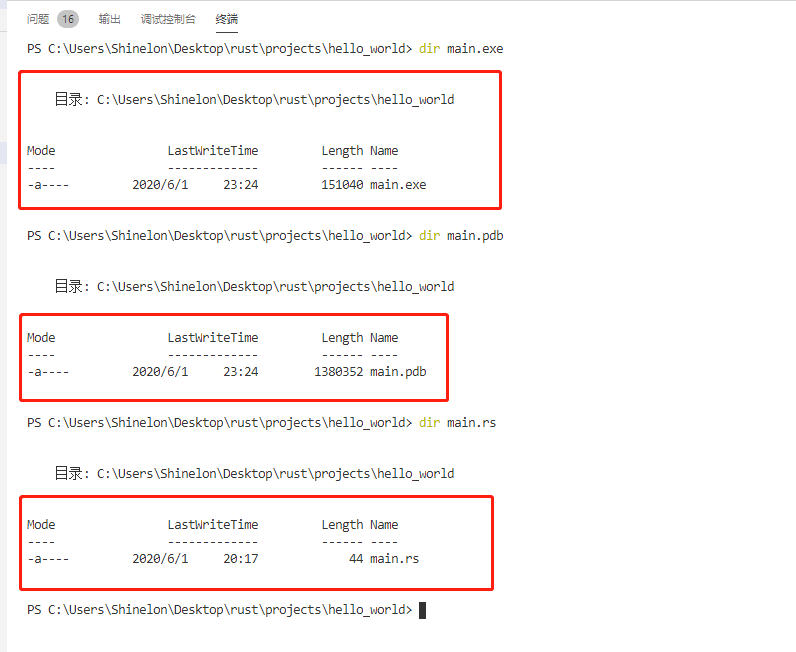 问题 16 输出 调试控制台 终端
PS C:\Users\Shinelon\Desktop\rust\projects\hello_world> dir main.exe
目录: C:\Users\Shinelon\Desktop\rust\projects\hello_world
Mode LastWriteTime Length Name
---- ------------- ------ ----
-a---- 2020/6/1 23:24 151040 main.exe
PS C:\Users\Shinelon\Desktop\rust\projects\hello_world> dir main.pdb
目录: C:\Users\Shinelon\Desktop\rust\projects\hello_world
Mode LastWriteTime Length Name
---- ------------- ------ ----
-a---- 2020/6/1 23:24 1380352 main.pdb
PS C:\Users\Shinelon\Desktop\rust\projects\hello_world> dir main.rs
目录: C:\Users\Shinelon\Desktop\rust\projects\hello_world
Mode LastWriteTime Length Name
---- ------------- ------ ----
-a---- 2020/6/1 20:17 44 main.rs
PS C:\Users\Shinelon\Desktop\rust\projects\hello_world>